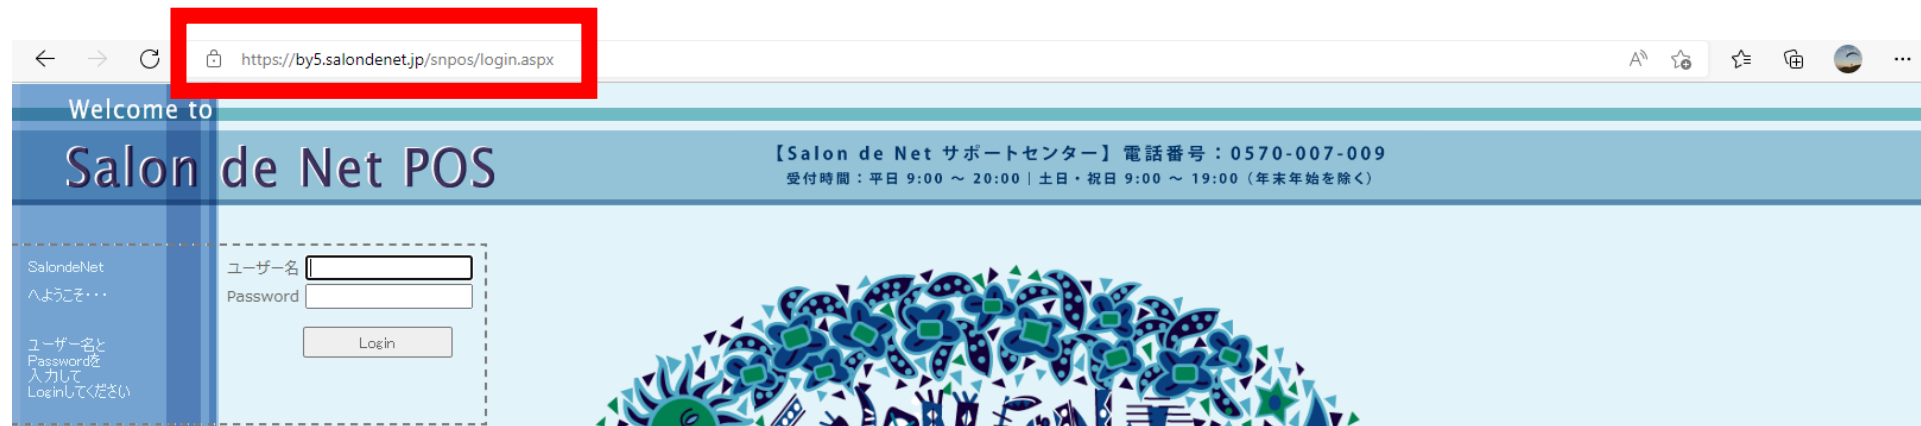 https://by5.salondenet.jp/snpos/login.aspx
Welcome to
Salon de Net POS
【Salon de Net サポートセンター】電話番号：0570-007-009
受付時間：平日 9:00 ～ 20:00｜土日・祝日 9:00 ～ 19:00（年末年始を除く）
SalondeNet
へようこそ・・・
ユーザー名と
Passwordを
入力して
Loginしてください
ユーザー名
Password
Login